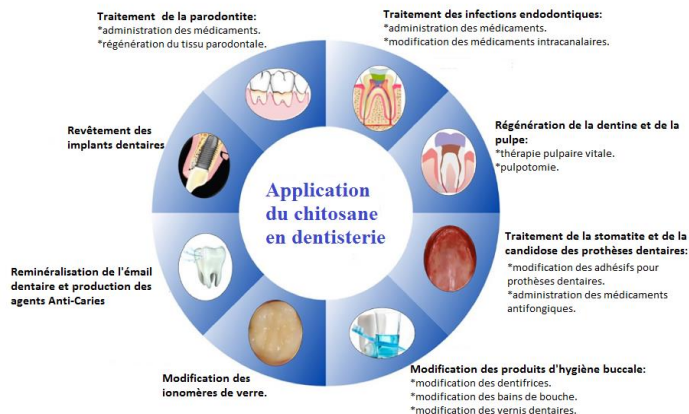 Traitement de la parodontite:
*administration des médicaments.
*régénération du tissu parodontale.
Traitement des infections endodontiques:
*administration des médicaments.
*modification des médicaments intracanalaires.
Revêtement des
implants dentaires
Régénération de la dentine et de la
pulpe:
*thérapie pulpaire vitale.
*pulpotomie.
Application
du chitosane
en dentisterie
Traitement de la stomatite et de la
candidose des prothèses dentaires:
*modification des adhésifs pour
prothèses dentaires.
*administration des médicaments
antifongiques.
Reminéralisation de l'émail
dentaire et production des
agents Anti-Caries
Modification des
ionomères de verre.
Modification des produits d'hygiène buccale:
*modification des dentifrices.
*modification des bains de bouche.
*modification des vernis dentaires.